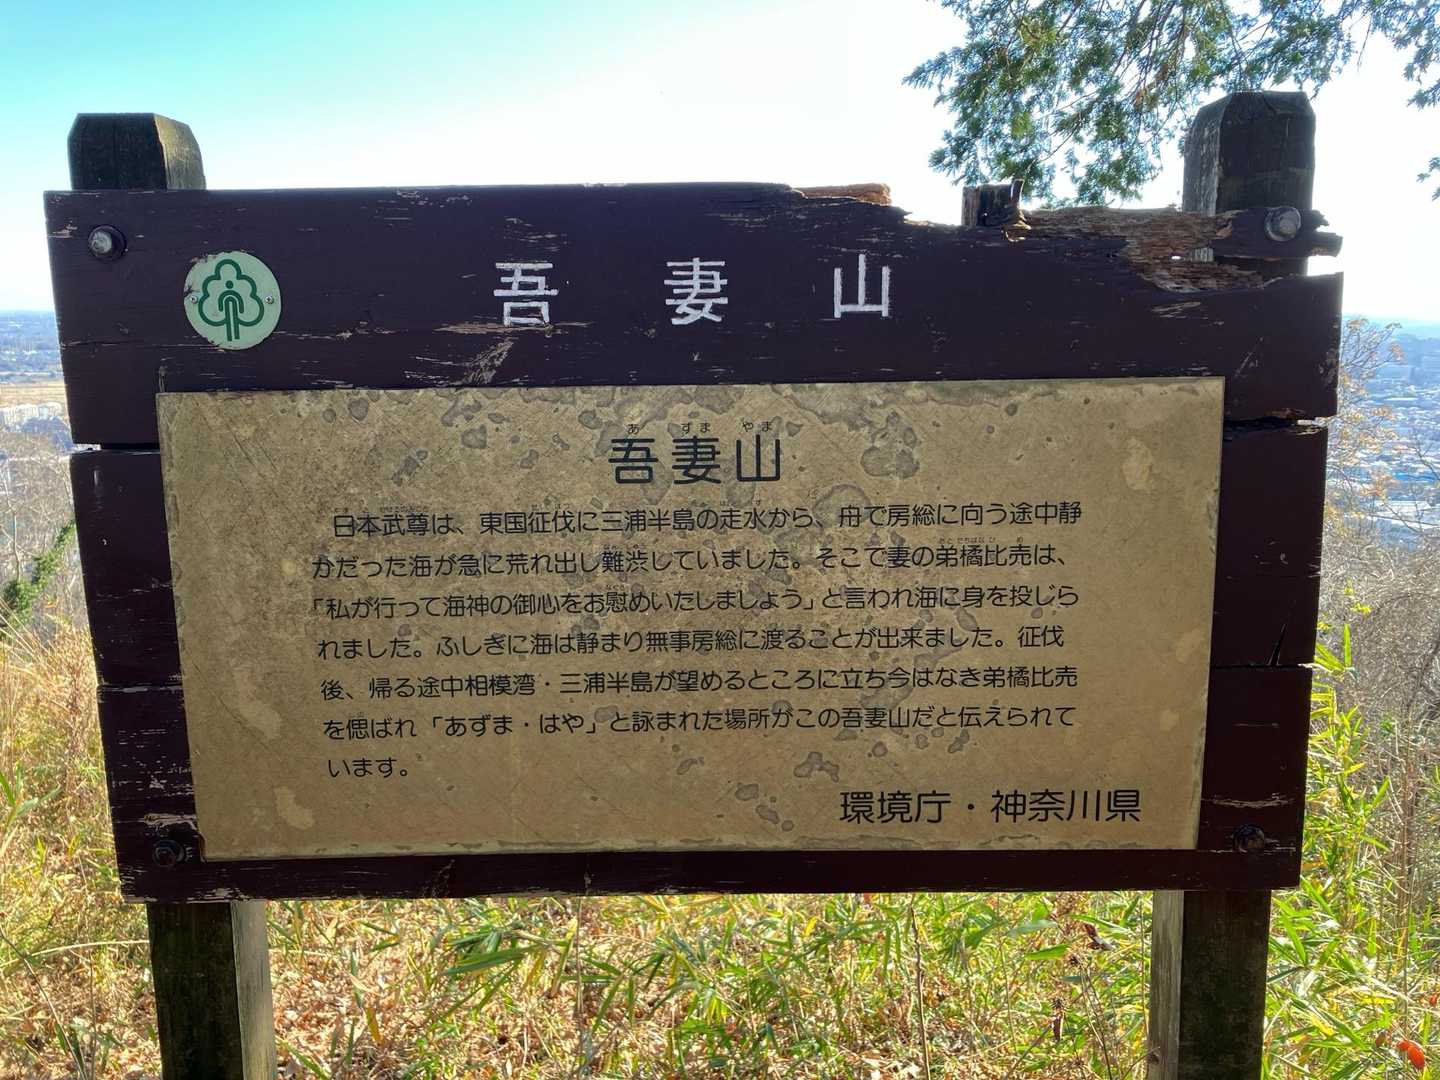 吾妻山
吾妻山
日本武尊は、東国征伐に三浦半島の走水から、舟で房総に向う途中静
かだった海が急に荒れ出し難渋していました。そこで妻の弟橘比売は、
「私が行って海神の御心をお慰めいたしましょう」と言われ海に身を投じら
れました。ふしぎに海は静まり無事房総に渡ることが出来ました。征伐
後、帰る途中相模湾・三浦半島が望めるところに立ち今はなき弟橘比売
を偲ばれ「あずま・はや」と詠まれた場所がこの吾妻山だと伝えられて
います。
環境庁・神奈川県